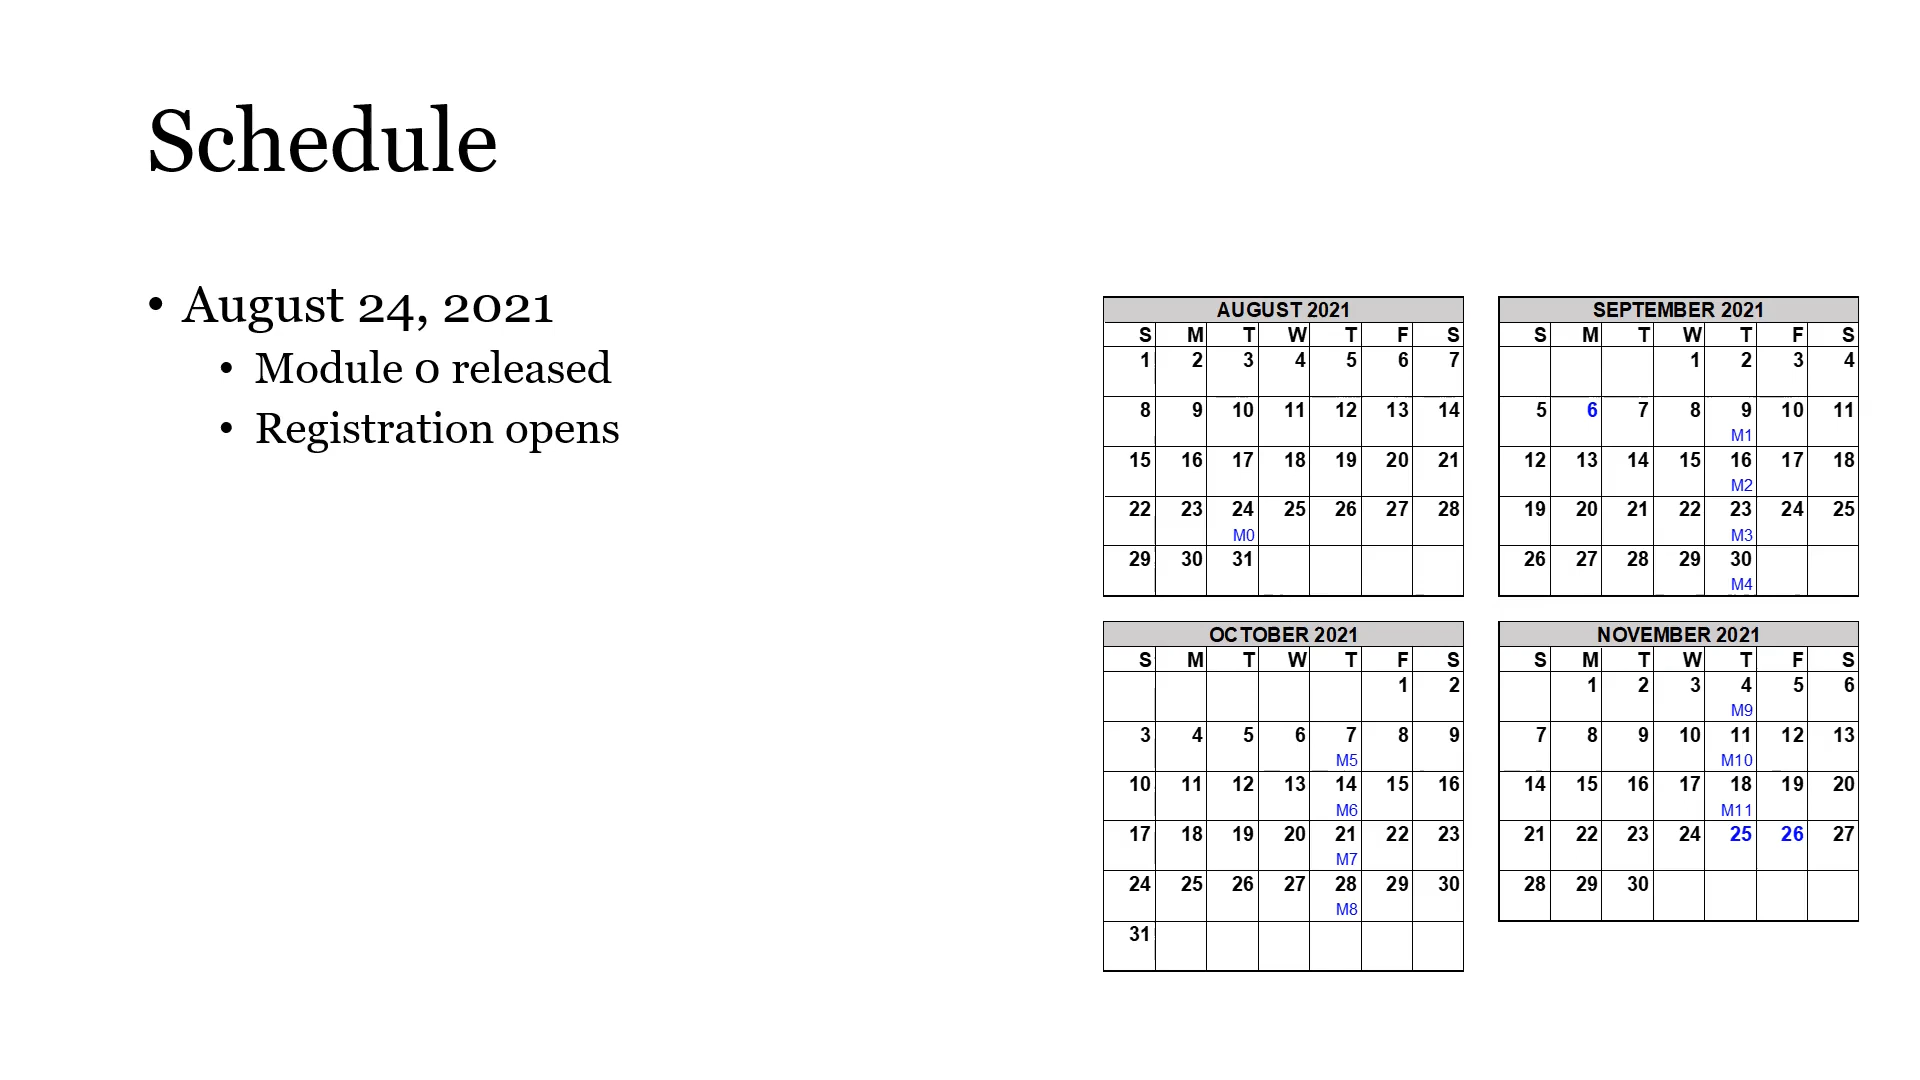 Schedule
• August 24, 2021
• Module 0 released
• Registration opens
AUGUST 2021
S M T W T F S
1 2 3 4 5 6 7
8 9 10 11 12 13 14
15 16 17 18 19 20 21
22 23 24 25 26 27 28
M0
29 30 31
SEPTEMBER 2021
S M T W T F S
1 2 3 4
5 6 7 8 9 10 11
M1
12 13 14 15 16 17 18
M2
19 20 21 22 23 24 25
M3
26 27 28 29 30
M4
OCTOBER 2021
S M T W T F S
1 2
3 4 5 6 7 8 9
M5
10 11 12 13 14 15 16
M6
17 18 19 20 21 22 23
M7
24 25 26 27 28 29 30
M8
31
NOVEMBER 2021
S M T W T F S
1 2 3 4 5 6
M9
7 8 9 10 11 12 13
M10
14 15 16 17 18 19 20
M11
21 22 23 24 25 26 27
28 29 30